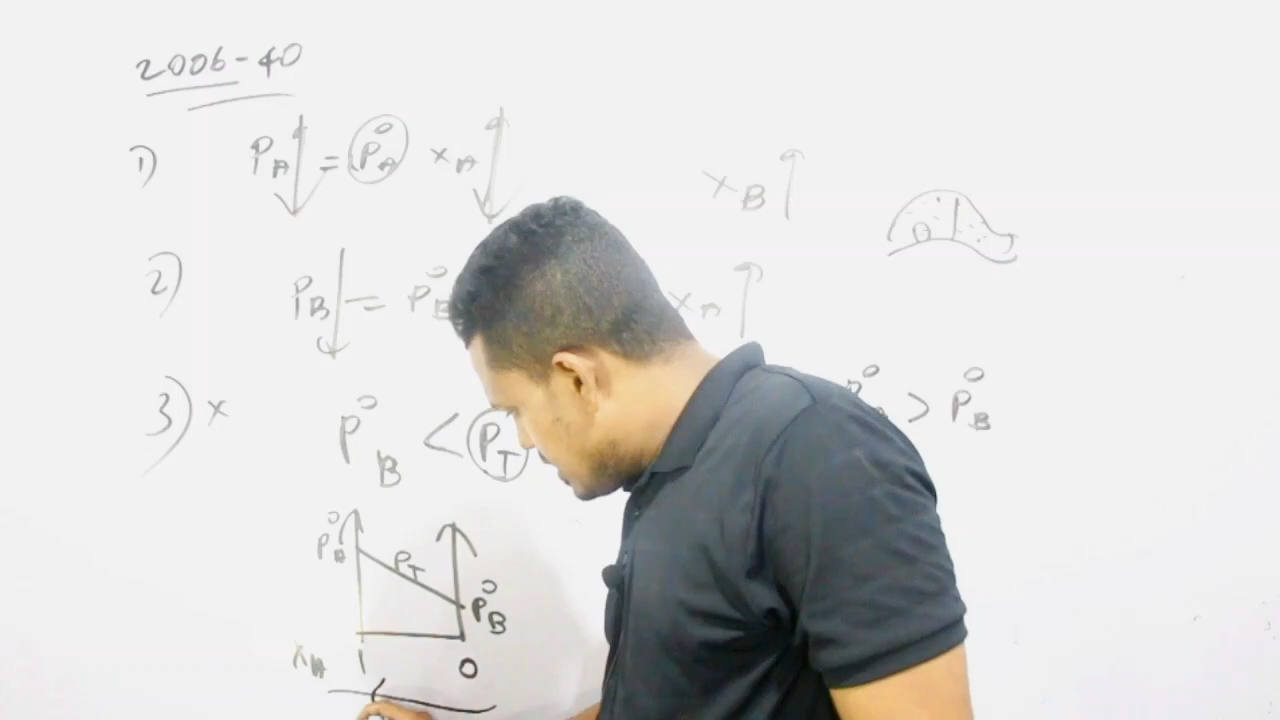 2006-40
1) PA↓ = P°A xA↓ xB↑
2) PB↓ = P°B xA↑
3) x P°B < PT > P°B
P°A PT P°B
xA 1 0